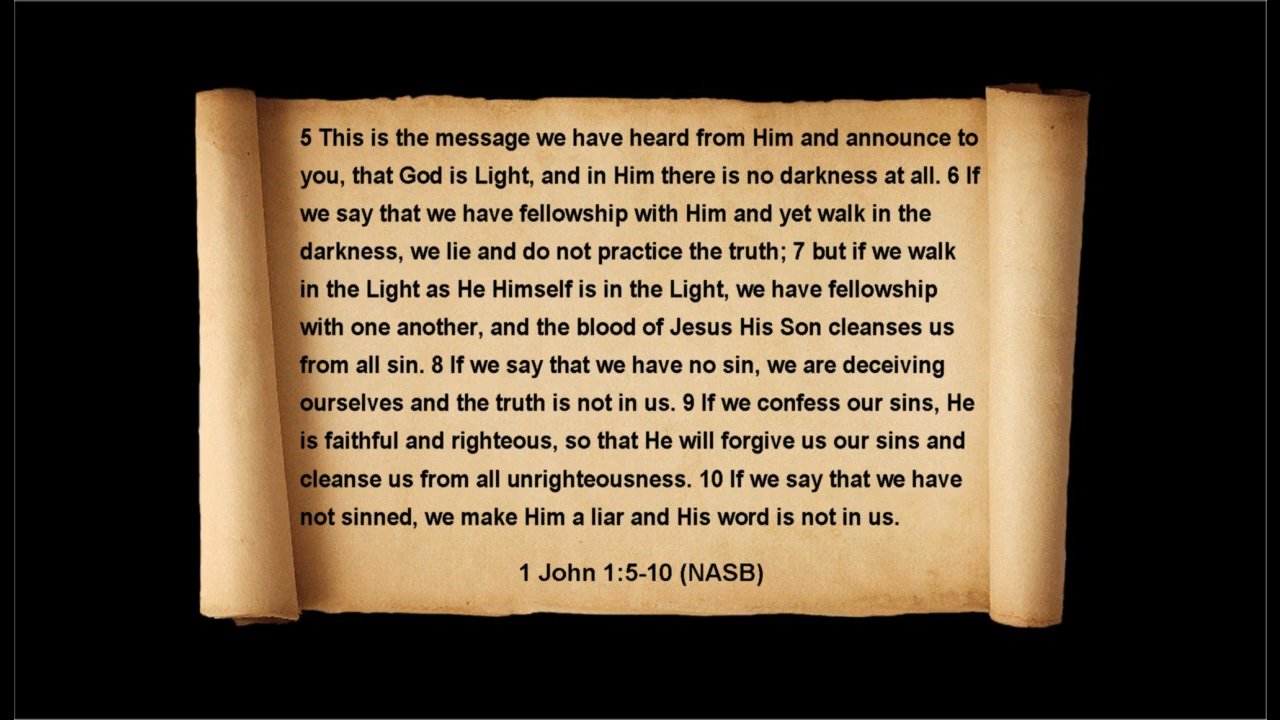 5 This is the message we have heard from Him and announce to
you, that God is Light, and in Him there is no darkness at all. 6 If
we say that we have fellowship with Him and yet walk in the
darkness, we lie and do not practice the truth; 7 but if we walk
in the Light as He Himself is in the Light, we have fellowship
with one another, and the blood of Jesus His Son cleanses us
from all sin. 8 If we say that we have no sin, we are deceiving
ourselves and the truth is not in us. 9 If we confess our sins, He
is faithful and righteous, so that He will forgive us our sins and
cleanse us from all unrighteousness. 10 If we say that we have
not sinned, we make Him a liar and His word is not in us.
1 John 1:5-10 (NASB)